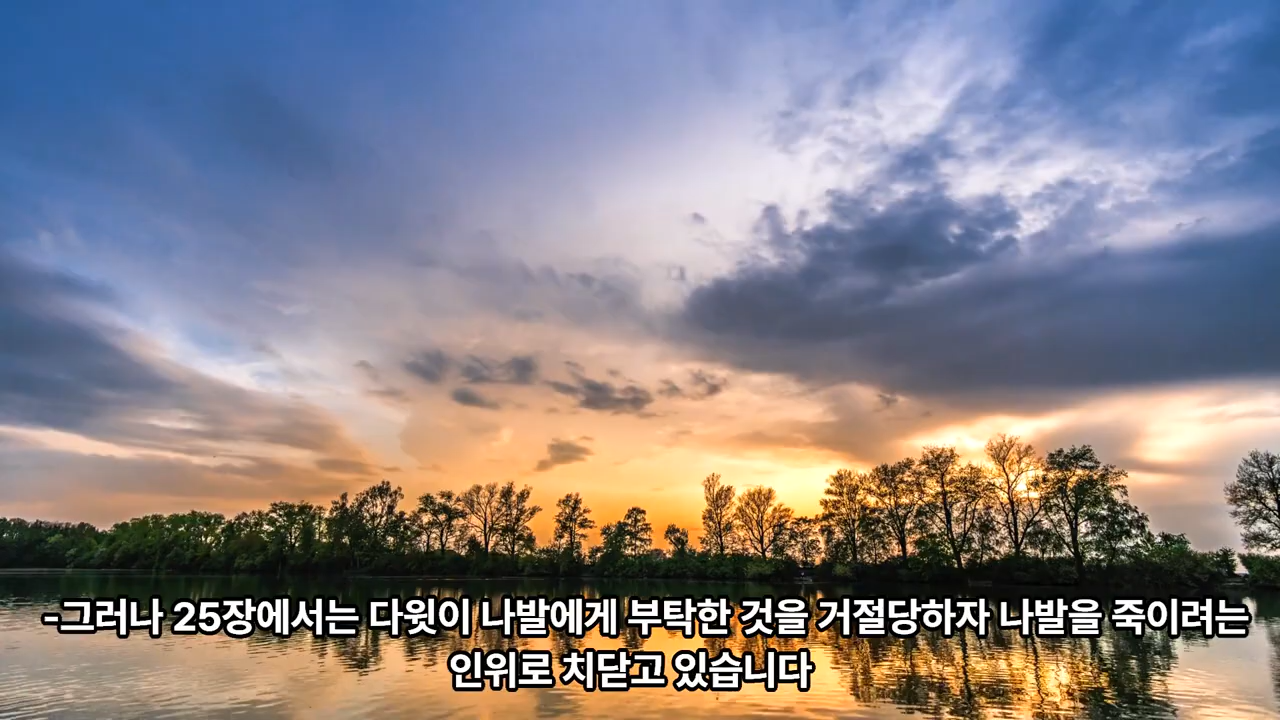 -그러나 25장에서는 다윗이 나발에게 부탁한 것을 거절당하자 나발을 죽이려는
인위로 치닫고 있습니다